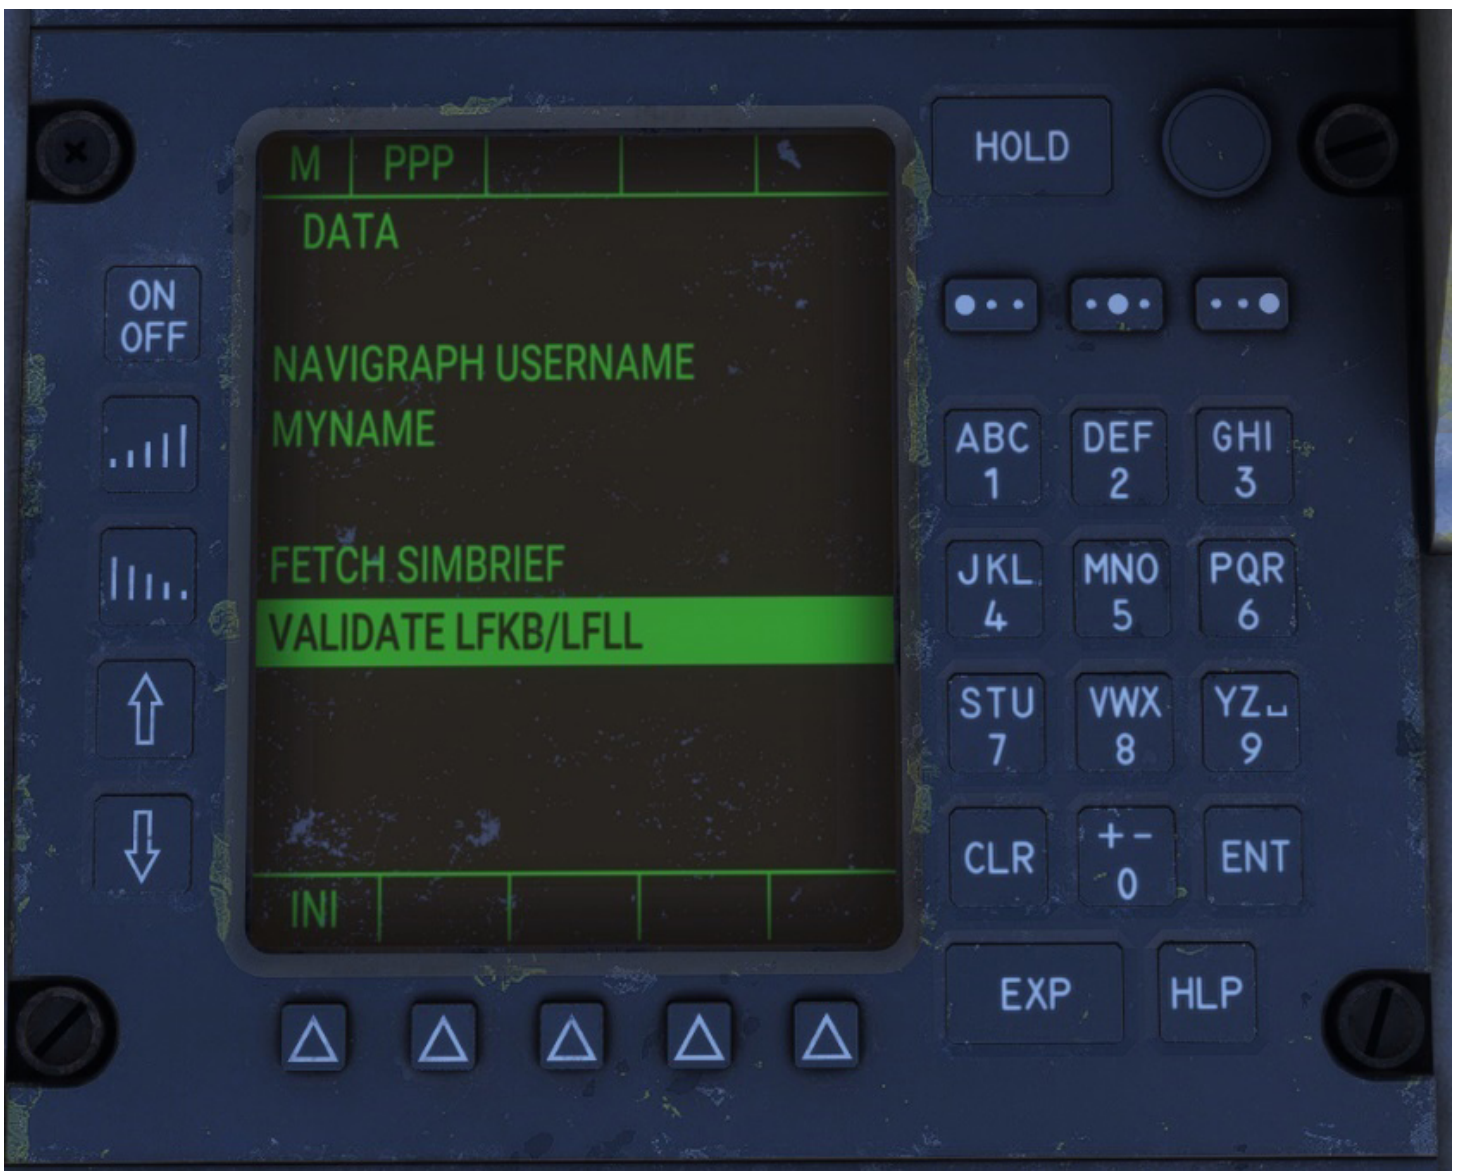 M PPP
DATA
NAVIGRAPH USERNAME
MYNAME
FETCH SIMBRIEF
VALIDATE LFKB/LFLL
INI
ON
OFF
HOLD
ABC
1
DEF
2
GHI
3
JKL
4
MNO
5
PQR
6
STU
7
VWX
8
YZ␣
9
CLR
+ -
0
ENT
EXP
HLP